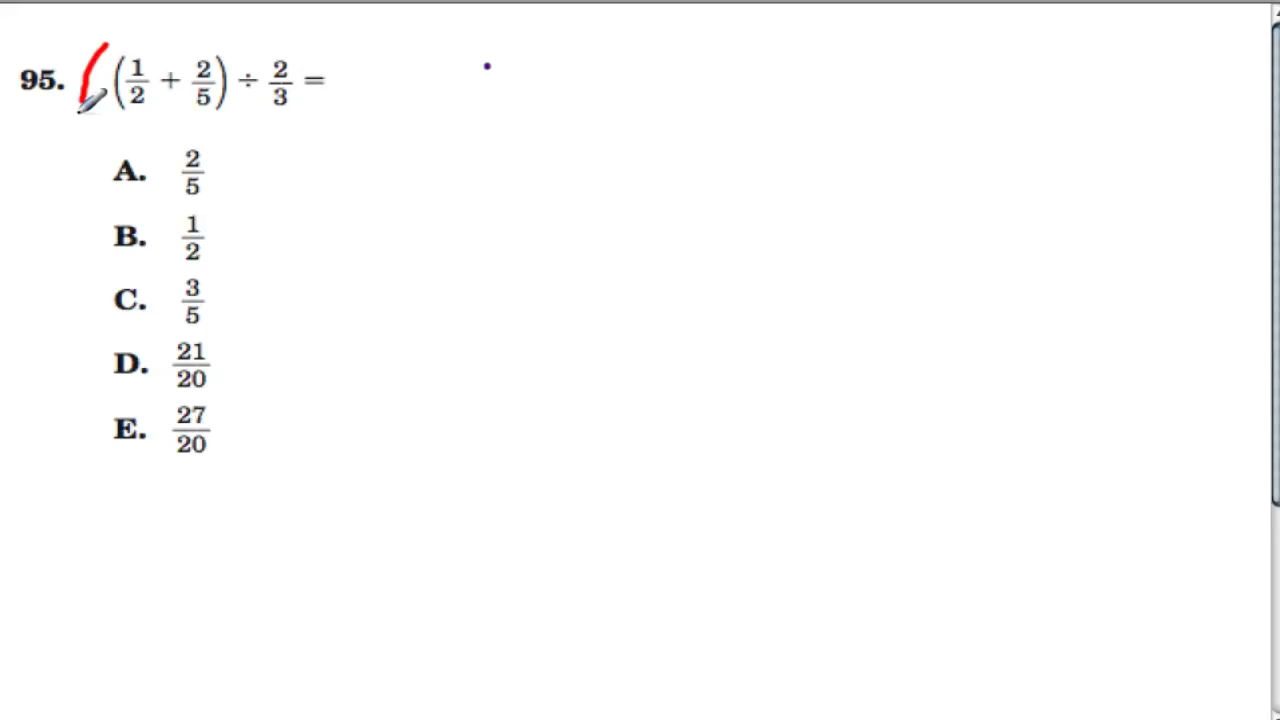 95. (1/2 + 2/5) ÷ 2/3 =
A. 2/5
B. 1/2
C. 3/5
D. 21/20
E. 27/20